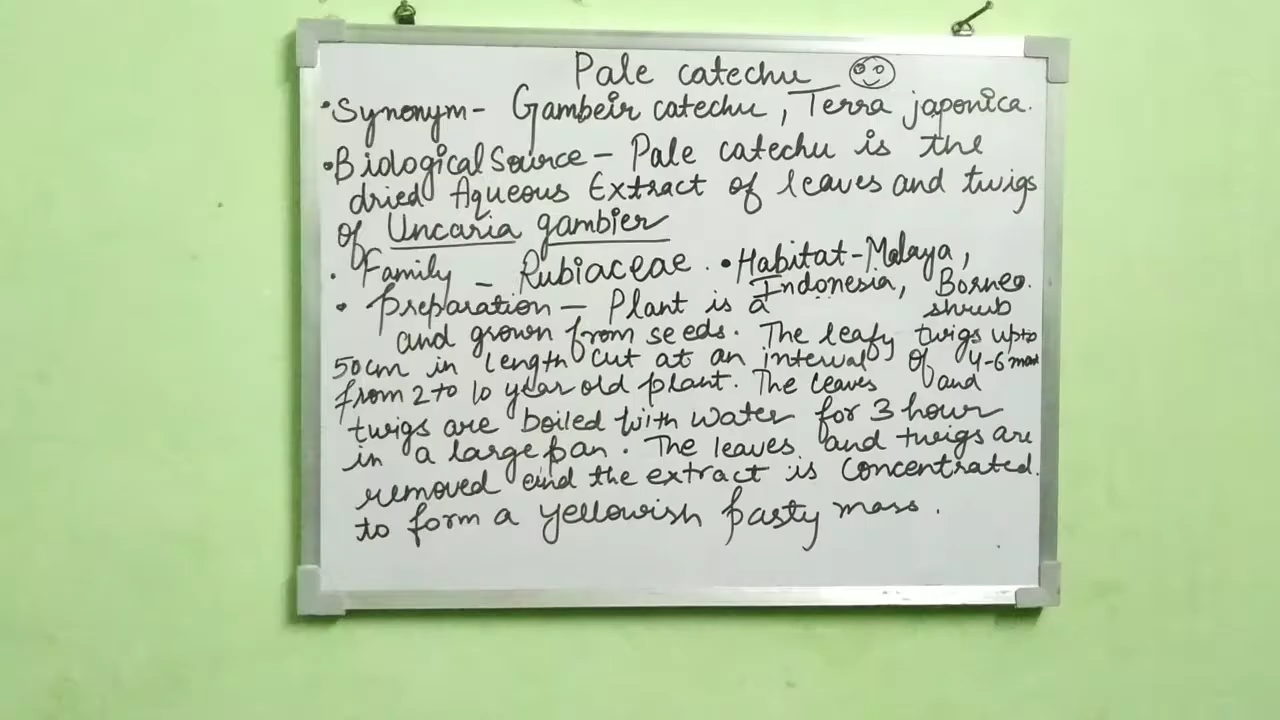 Pale catechu
• Synonym - Gambeir catechu, Terra japonica.
• Biological Source - Pale catechu is the
dried Aqueous Extract of leaves and twigs
of Uncaria gambier
• Family - Rubiaceae. • Habitat - Malaya,
Indonesia, Borneo.
• Preparation - Plant is a shrub
and grown from seeds. The leafy twigs upto
50cm in length cut at an interval of 4-6
from 2 to 10 year old plant. The leaves and
twigs are boiled with water for 3 hour
in a large pan. The leaves and twigs are
removed and the extract is concentrated.
to form a yellowish pasty mass.